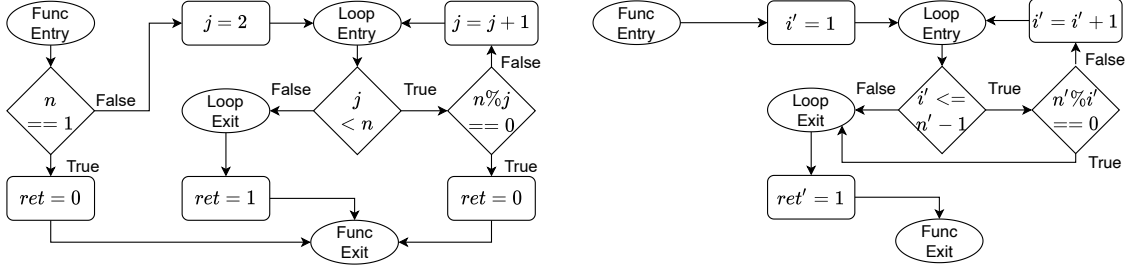 Func
Entry
j = 2
Loop
Entry
j = j + 1
False
n
== 1
False
True
ret = 0
Loop
Exit
False
j
< n
True
n%j
== 0
True
ret = 1
ret = 0
Func
Exit
Func
Entry
i′ = 1
Loop
Entry
i′ = i′ + 1
False
Loop
Exit
False
i′ <=
n′ − 1
True
n′%i′
== 0
True
ret′ = 1
Func
Exit